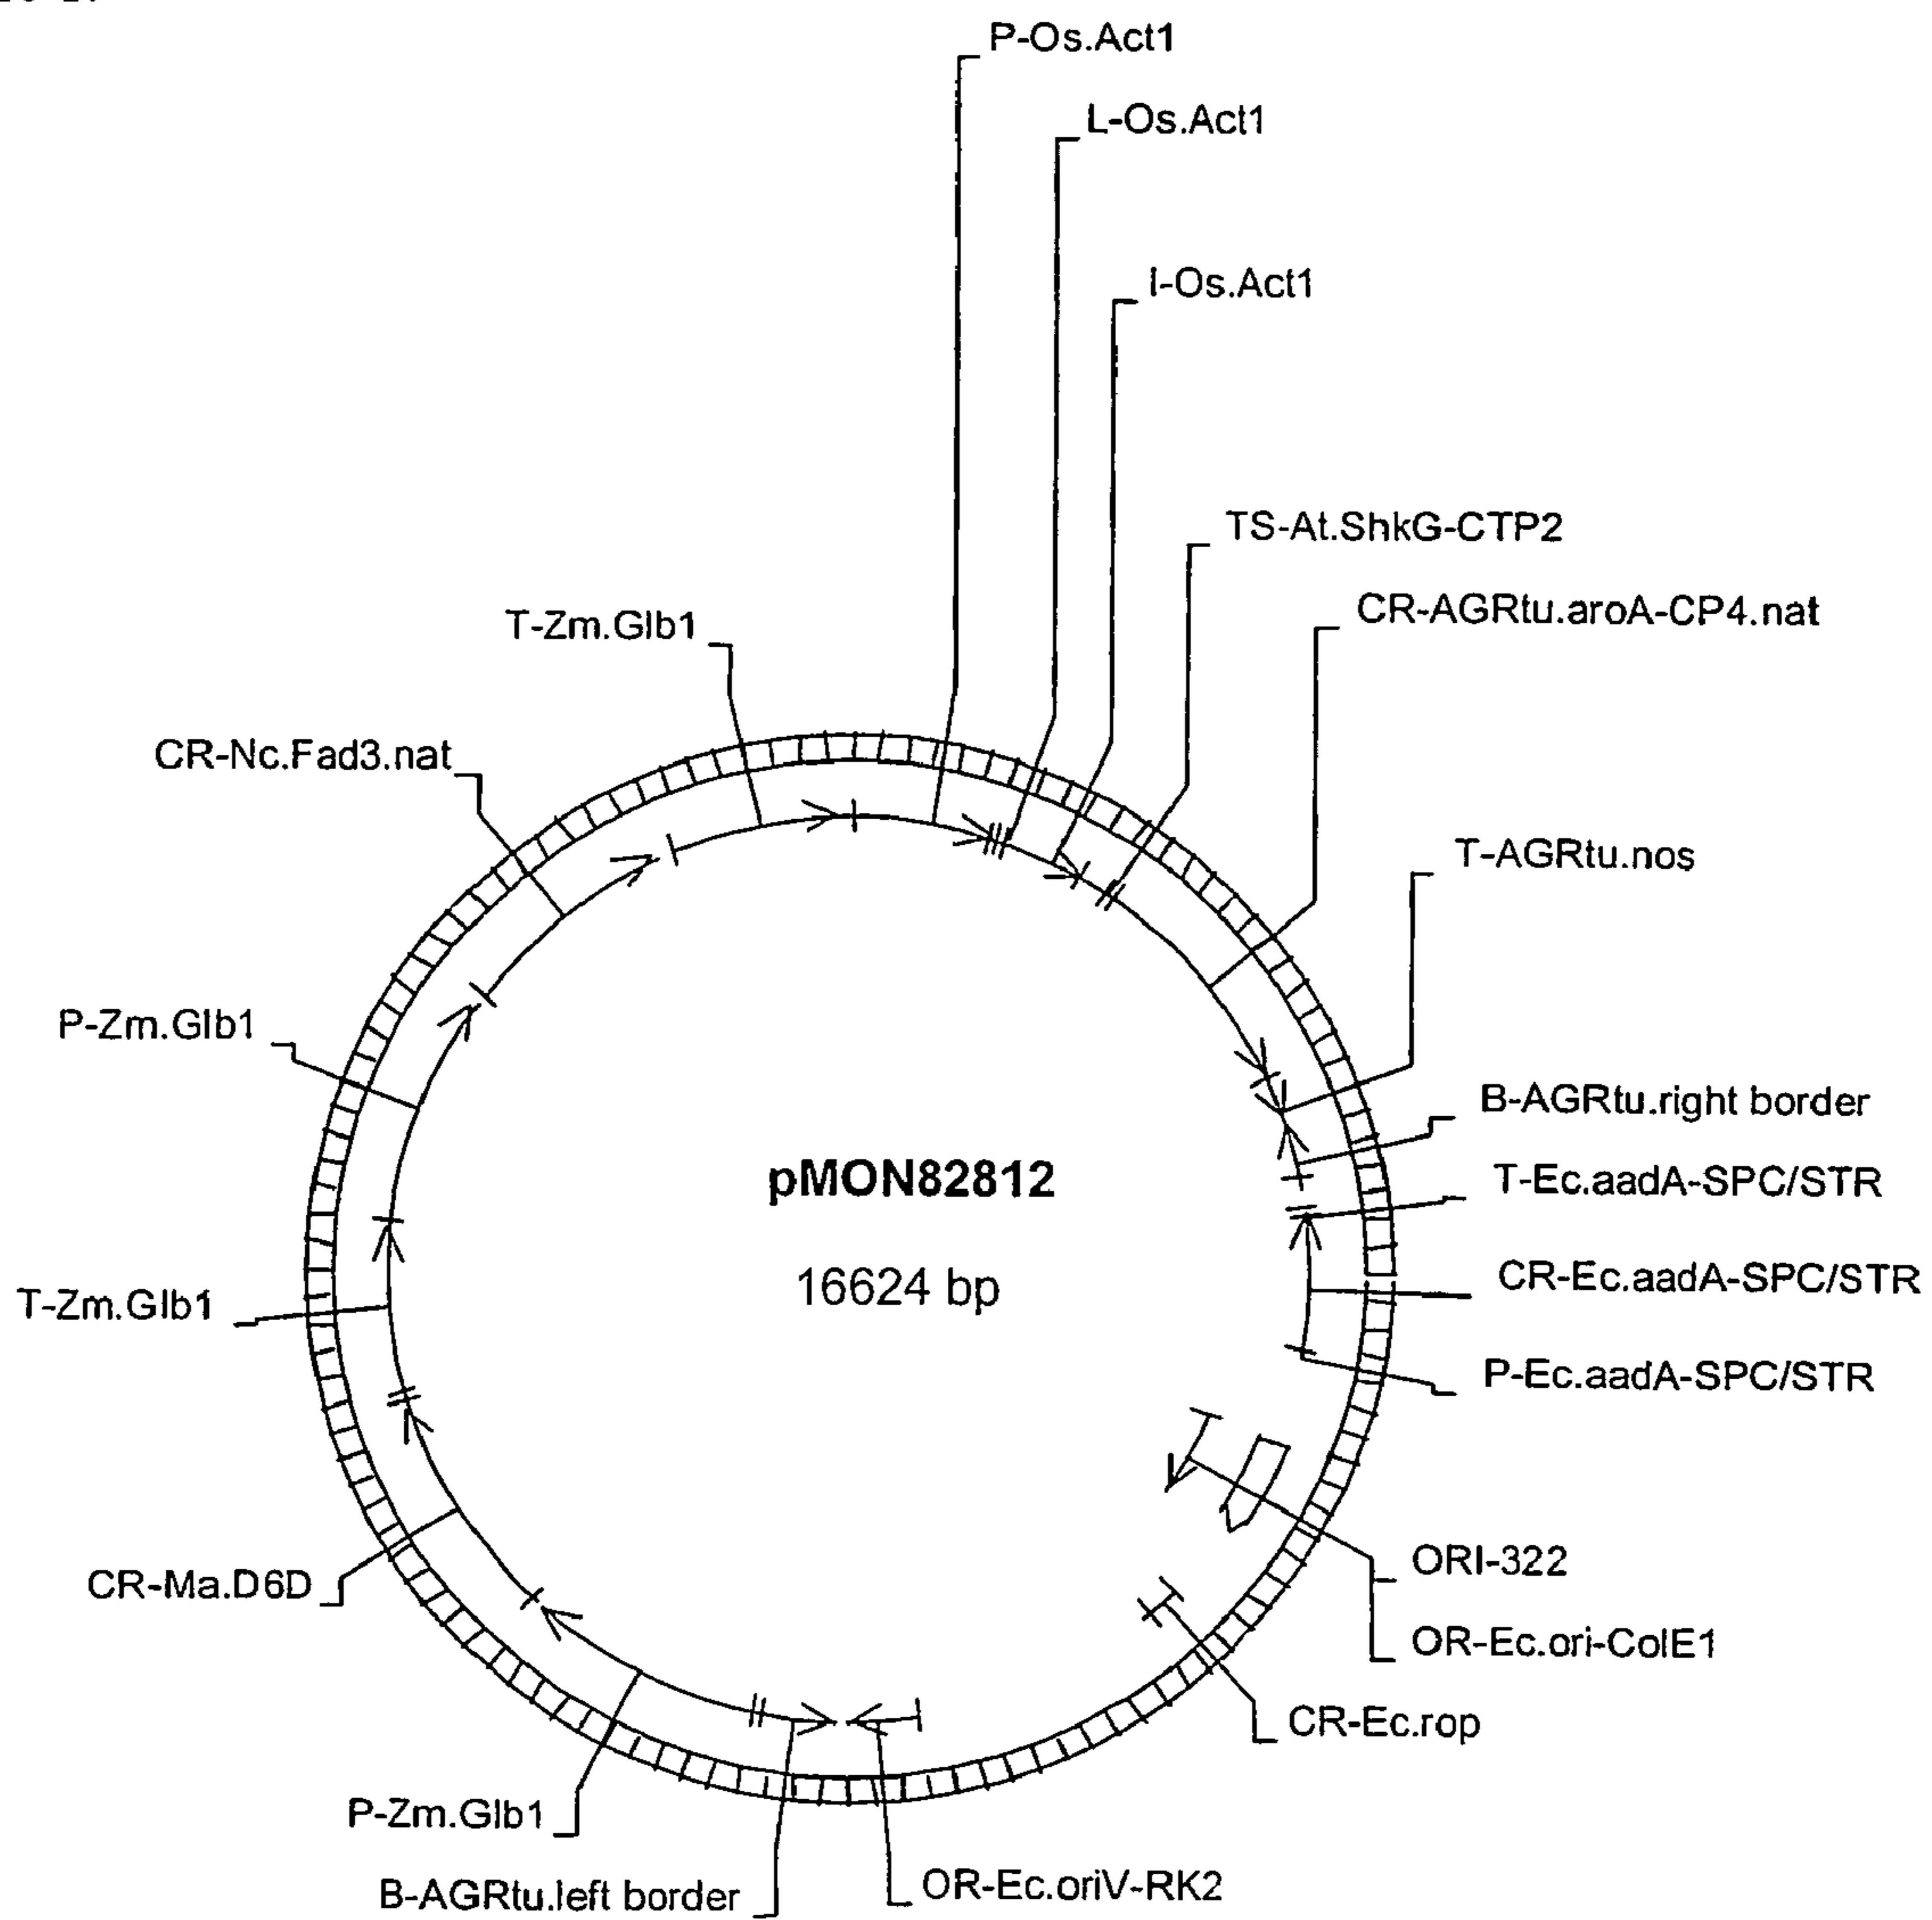 P-Os.Act1
L-Os.Act1
I-Os.Act1
TS-At.ShkG-CTP2
CR-AGRtu.aroA-CP4.nat
T-Zm.Glb1
CR-Nc.Fad3.nat
T-AGRtu.nos
P-Zm.Glb1
B-AGRtu.right border
pMON82812
T-Ec.aadA-SPC/STR
16624 bp
CR-Ec.aadA-SPC/STR
T-Zm.Glb1
P-Ec.aadA-SPC/STR
ORI-322
CR-Ma.D6D
OR-Ec.ori-ColE1
CR-Ec.rop
P-Zm.Glb1
OR-Ec.oriV-RK2
B-AGRtu.left border